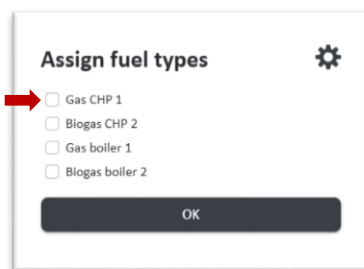 Assign fuel types
Gas CHP 1
Biogas CHP 2
Gas boiler 1
Biogas boiler 2
OK